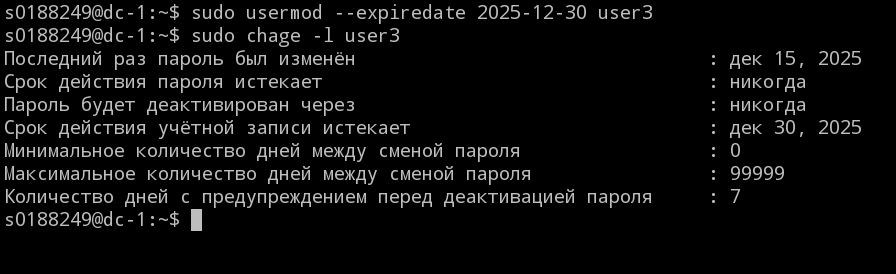 s0188249@dc-1:~$ sudo usermod --expiredate 2025-12-30 user3
s0188249@dc-1:~$ sudo chage -l user3
Последний раз пароль был изменён : дек 15, 2025
Срок действия пароля истекает : никогда
Пароль будет деактивирован через : никогда
Срок действия учётной записи истекает : дек 30, 2025
Минимальное количество дней между сменой пароля : 0
Максимальное количество дней между сменой пароля : 99999
Количество дней с предупреждением перед деактивацией пароля : 7
s0188249@dc-1:~$